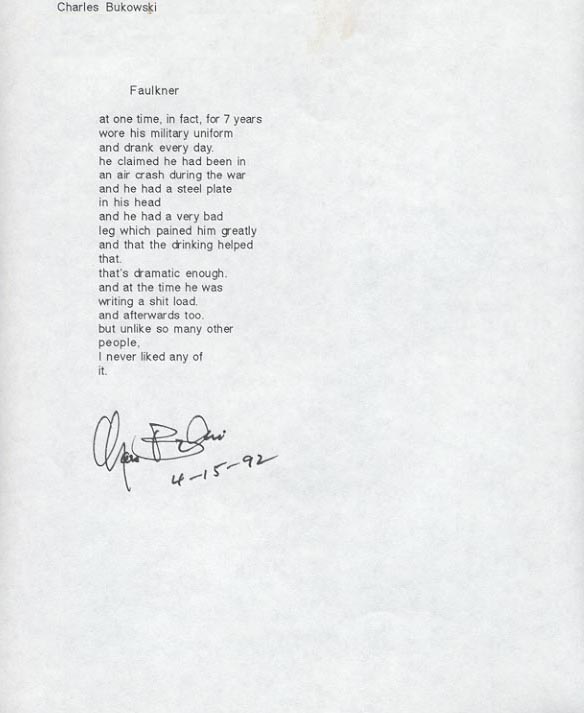 Charles Bukowski
Faulkner
at one time, in fact, for 7 years
wore his military uniform
and drank every day.
he claimed he had been in
an air crash during the war
and he had a steel plate
in his head
and he had a very bad
leg which pained him greatly
and that the drinking helped
that.
that's dramatic enough.
and at the time he was
writing a shit load.
and afterwards too.
but unlike so many other
people,
I never liked any of
it.
4-15-92